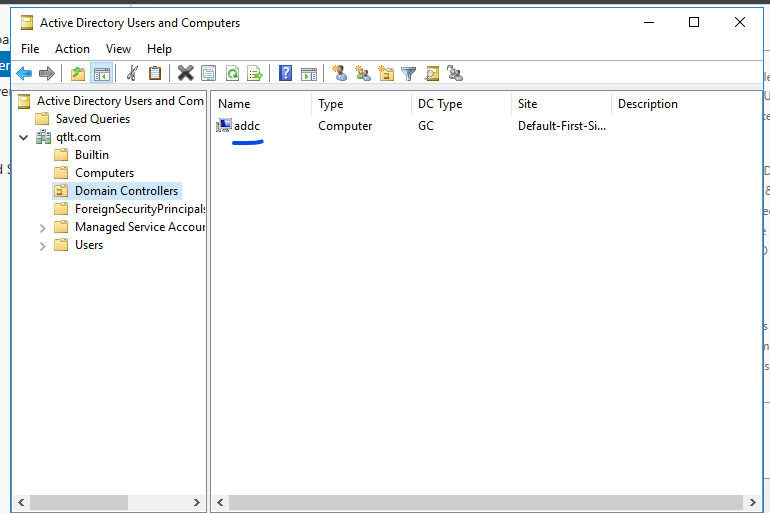 Active Directory Users and Computers
File Action View Help
Active Directory Users and Com
Saved Queries
qtlt.com
Builtin
Computers
Domain Controllers
ForeignSecurityPrincipals
Managed Service Accour
Users
Name Type DC Type Site Description
addc Computer GC Default-First-Si...